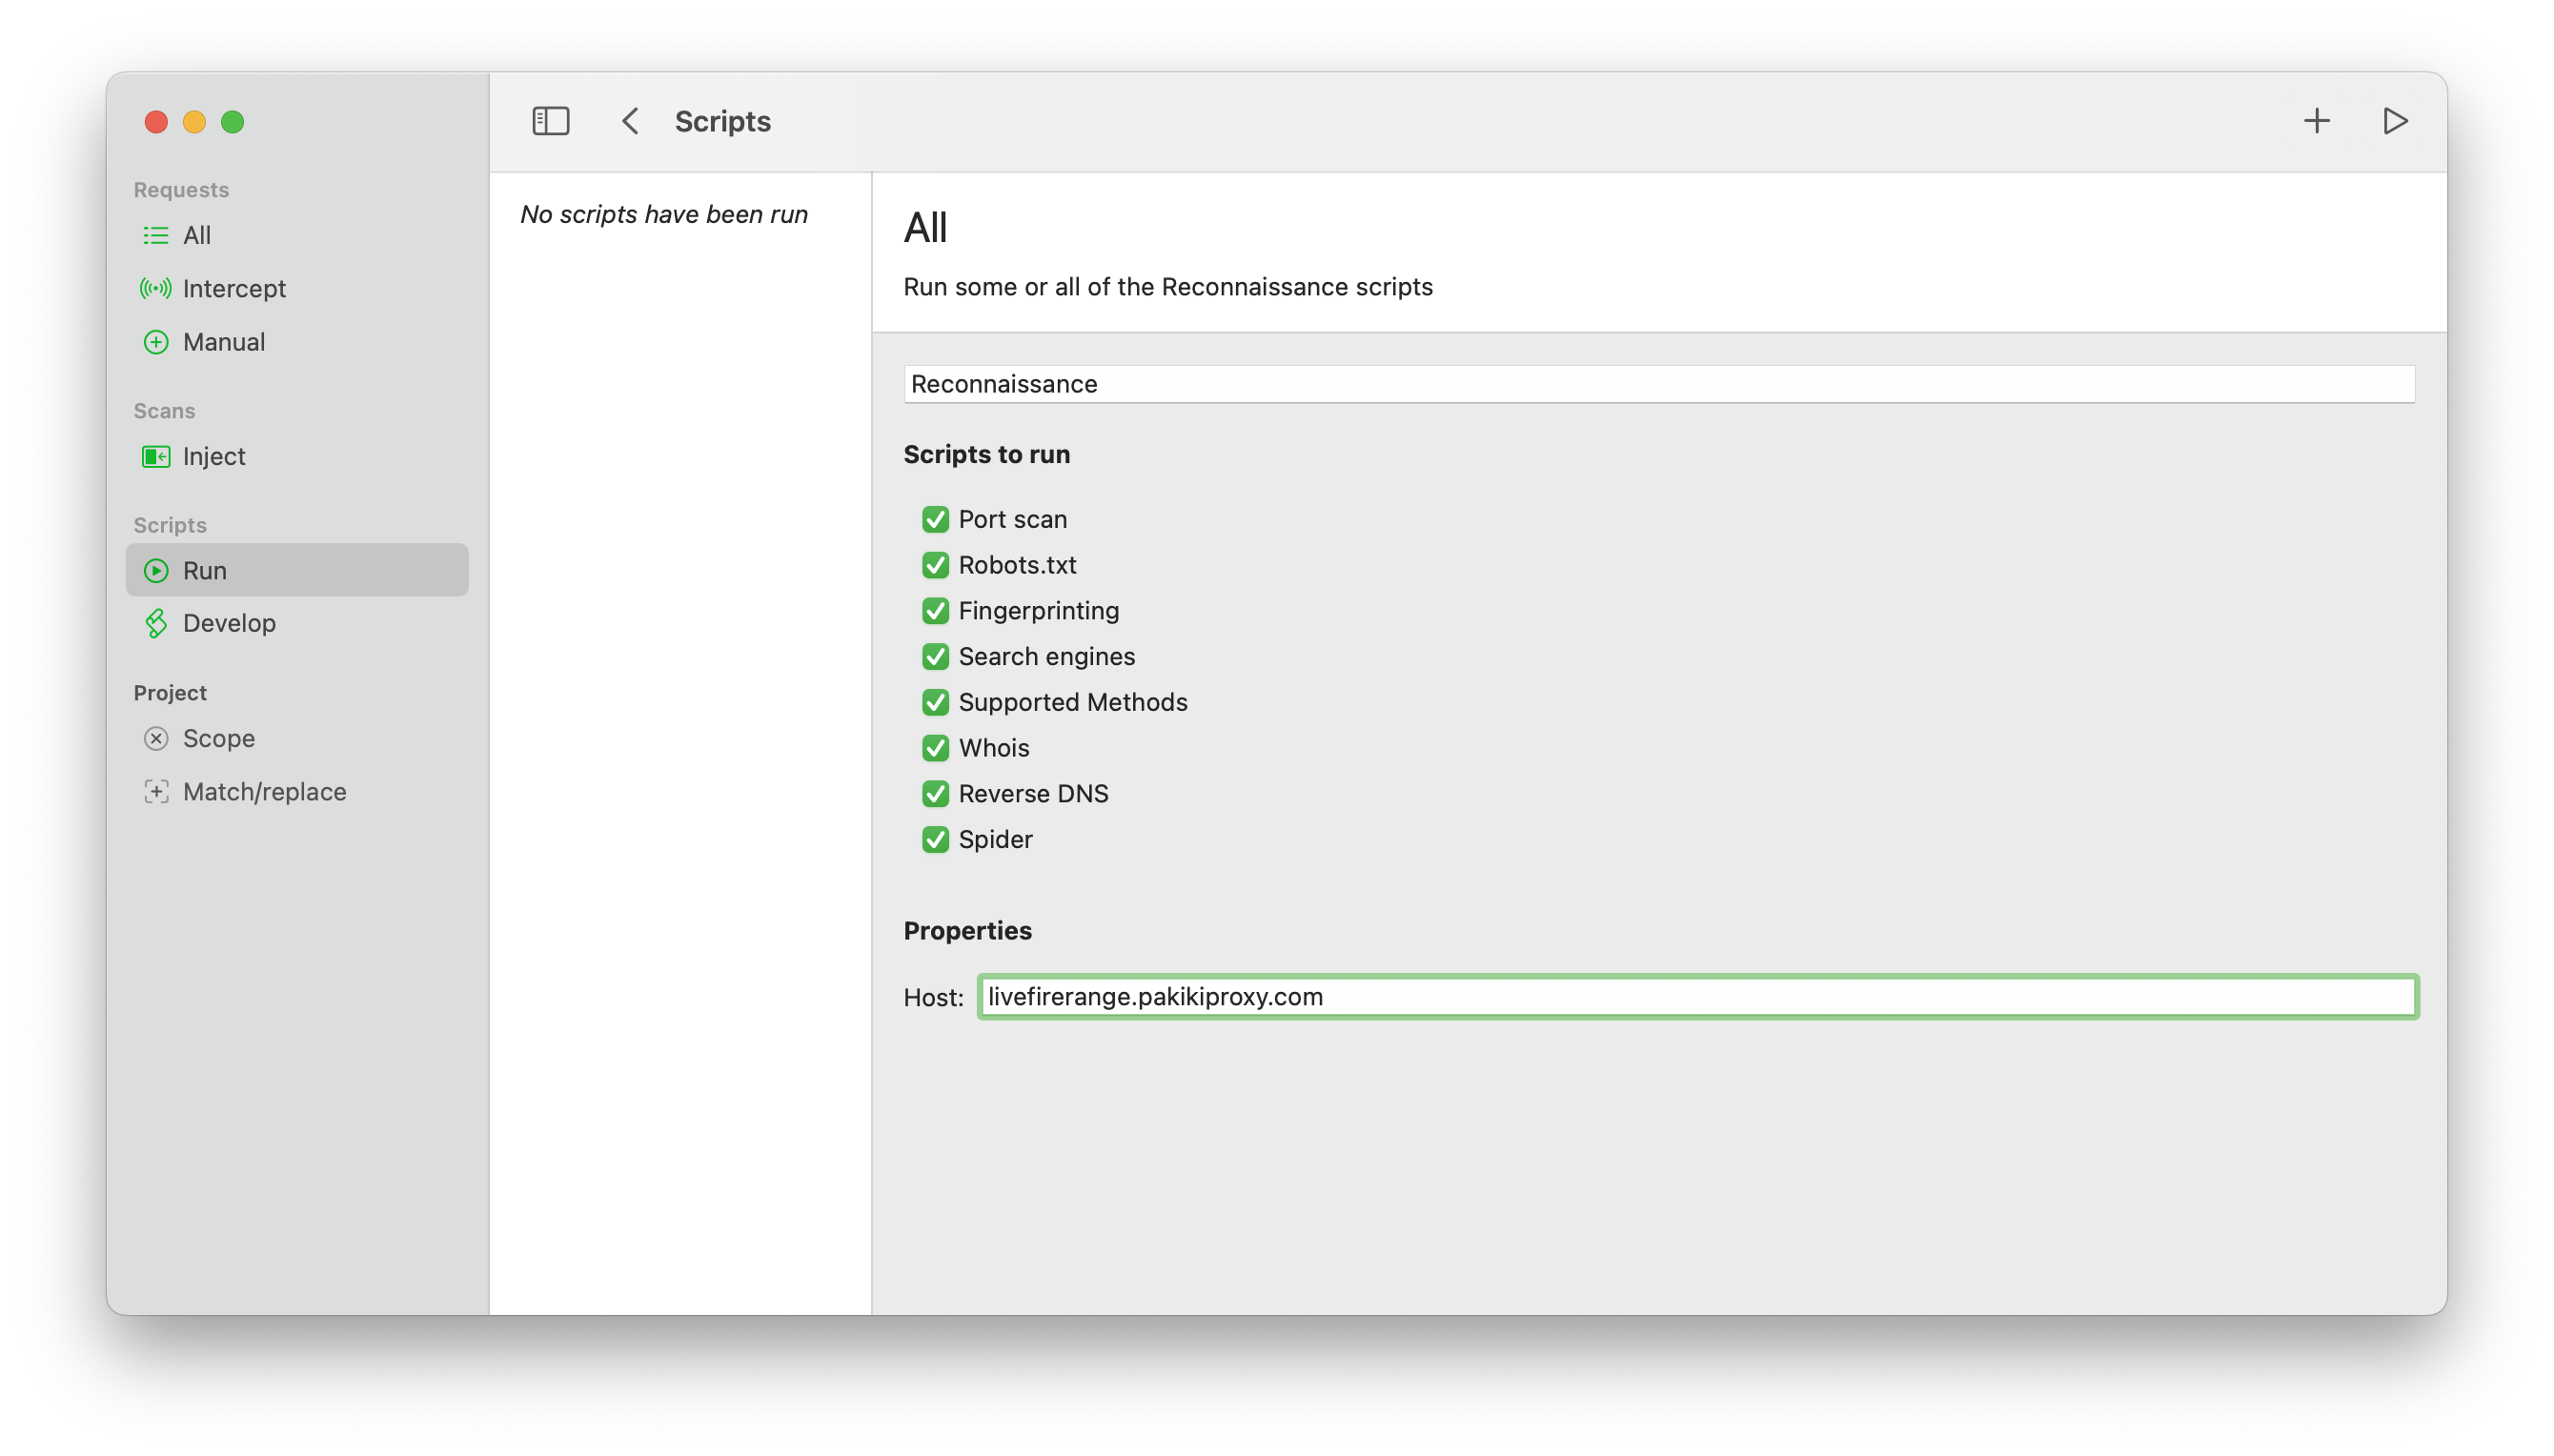 Requests
All
Intercept
Manual
Scans
Inject
Scripts
Run
Develop
Project
Scope
Match/replace
Scripts
No scripts have been run
All
Run some or all of the Reconnaissance scripts
Reconnaissance
Scripts to run
Port scan
Robots.txt
Fingerprinting
Search engines
Supported Methods
Whois
Reverse DNS
Spider
Properties
Host: livefirerange.pakikiproxy.com